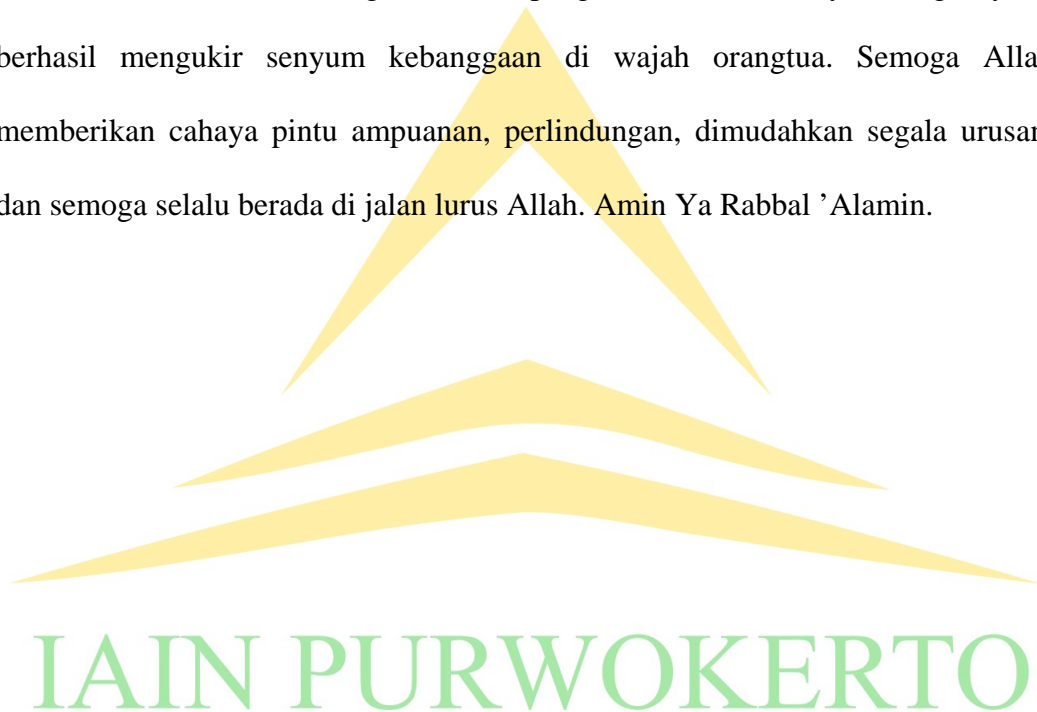 berhasil mengukir senyum kebanggaan di wajah orangtua. Semoga Alla
memberikan cahaya pintu ampuanan, perlindungan, dimudahkan segala urusan
dan semoga selalu berada di jalan lurus Allah. Amin Ya Rabbal ’Alamin.
IAIN PURWOKERTO